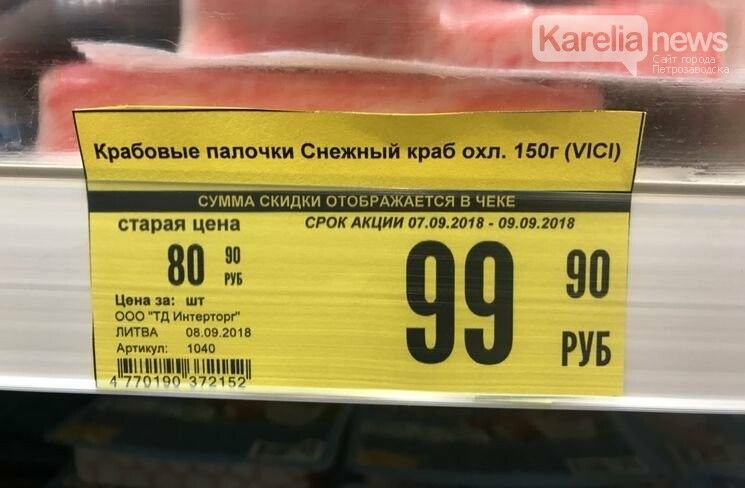 Karelia news
Сайт города
Петрозаводска
Крабовые палочки Снежный краб охл. 150г (VICI)
СУММА СКИДКИ ОТОБРАЖАЕТСЯ В ЧЕКЕ
старая цена
СРОК АКЦИИ 07.09.2018 - 09.09.2018
80 90 РУБ
99 90 РУБ
Цена за: шт
ООО "ТД Интерторг"
ЛИТВА 08.09.2018
Артикул: 1040
4 770190 372152